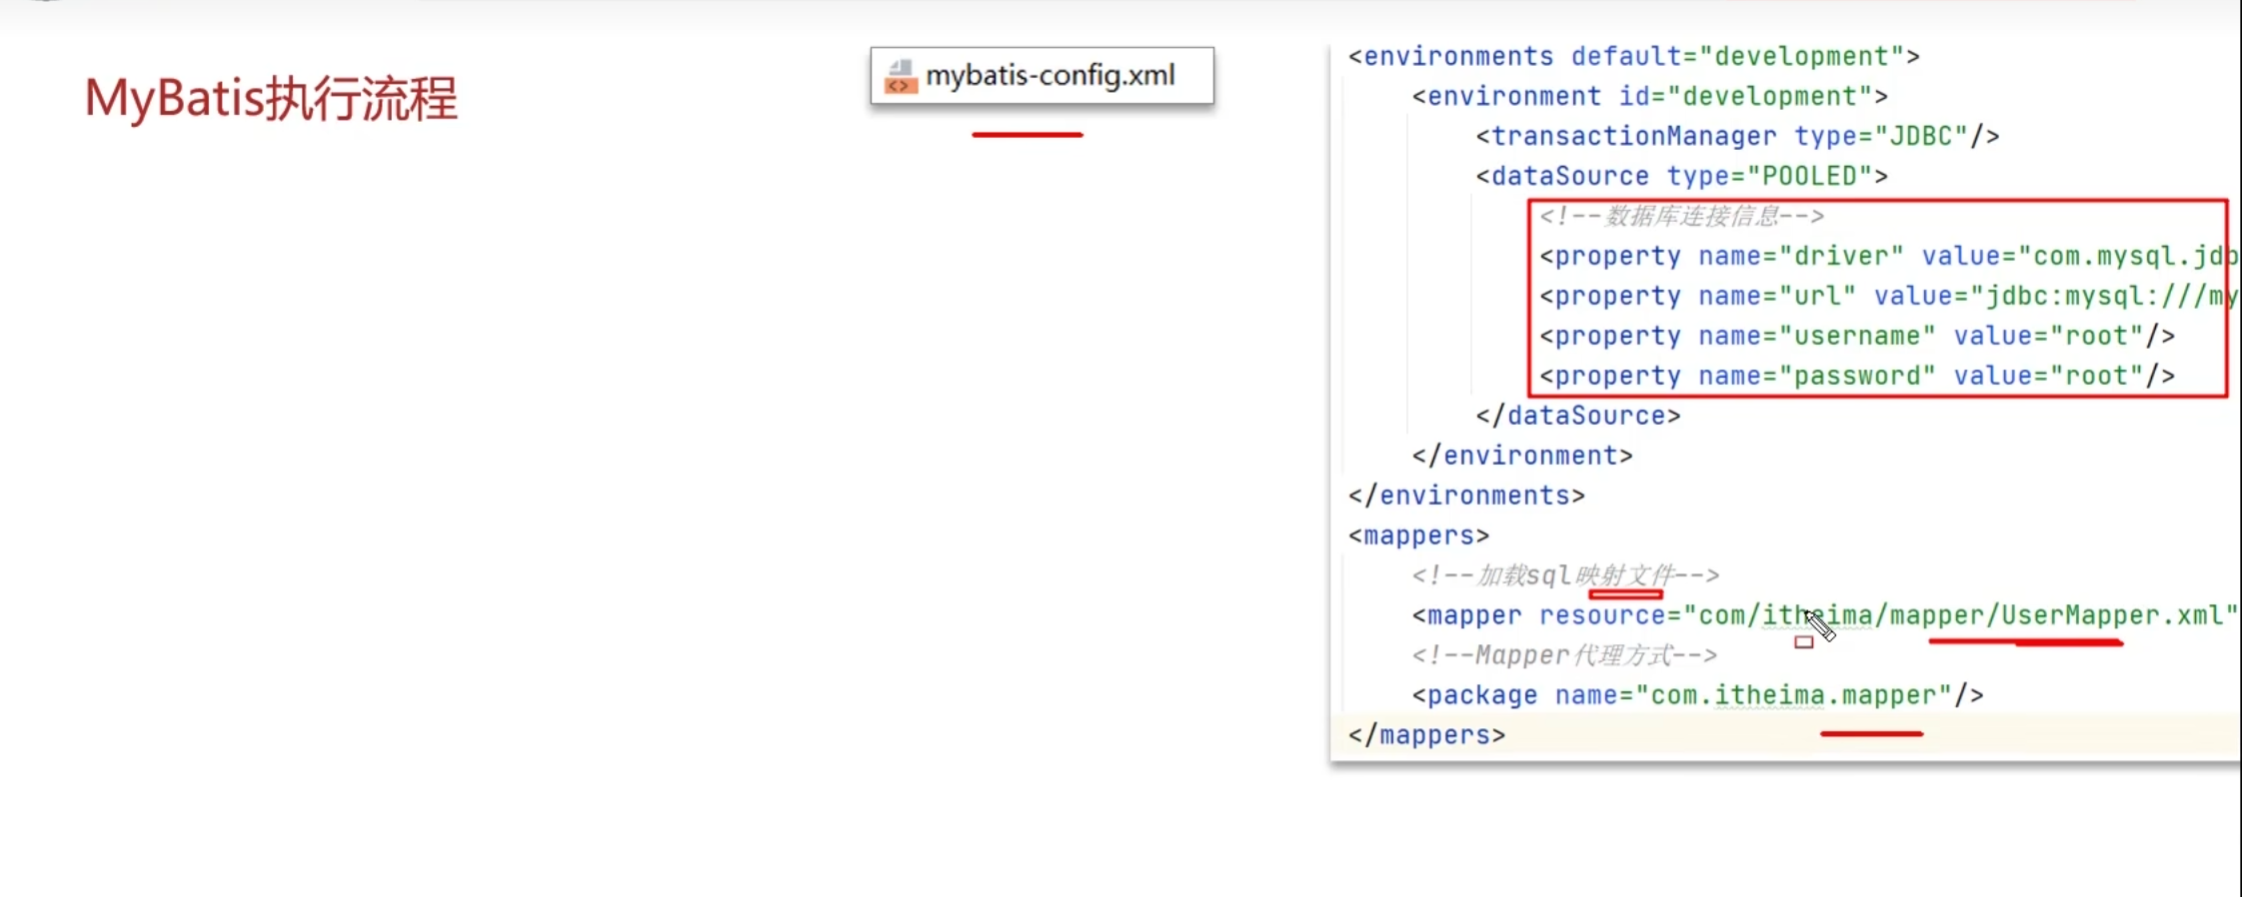 MyBatis执行流程
mybatis-config.xml
<environments default="development">
<environment id="development">
<transactionManager type="JDBC"/>
<dataSource type="POOLED">
<!--数据库连接信息-->
<property name="driver" value="com.mysql.jdb
<property name="url" value="jdbc:mysql:///my
<property name="username" value="root"/>
<property name="password" value="root"/>
</dataSource>
</environment>
</environments>
<mappers>
<!--加载sql映射文件-->
<mapper resource="com/itheima/mapper/UserMapper.xml"
<!--Mapper代理方式-->
<package name="com.itheima.mapper"/>
</mappers>